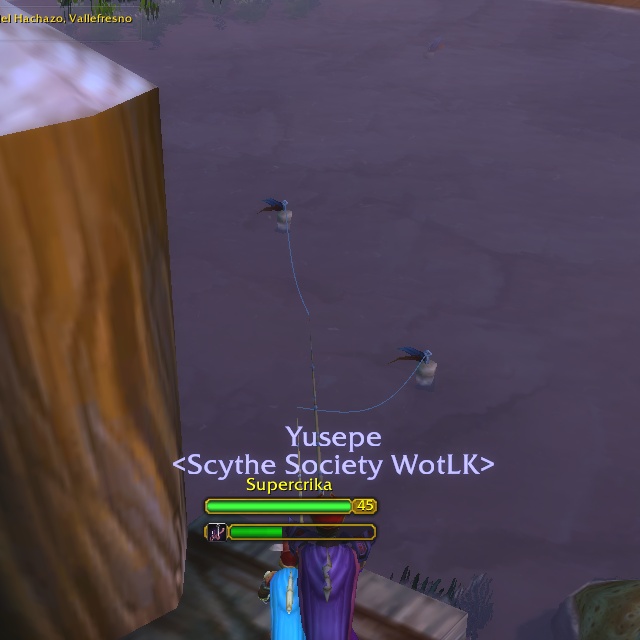 el Hachazo, Vallefresno
Yusepe
<Scythe Society WotLK>
Supercrika
45